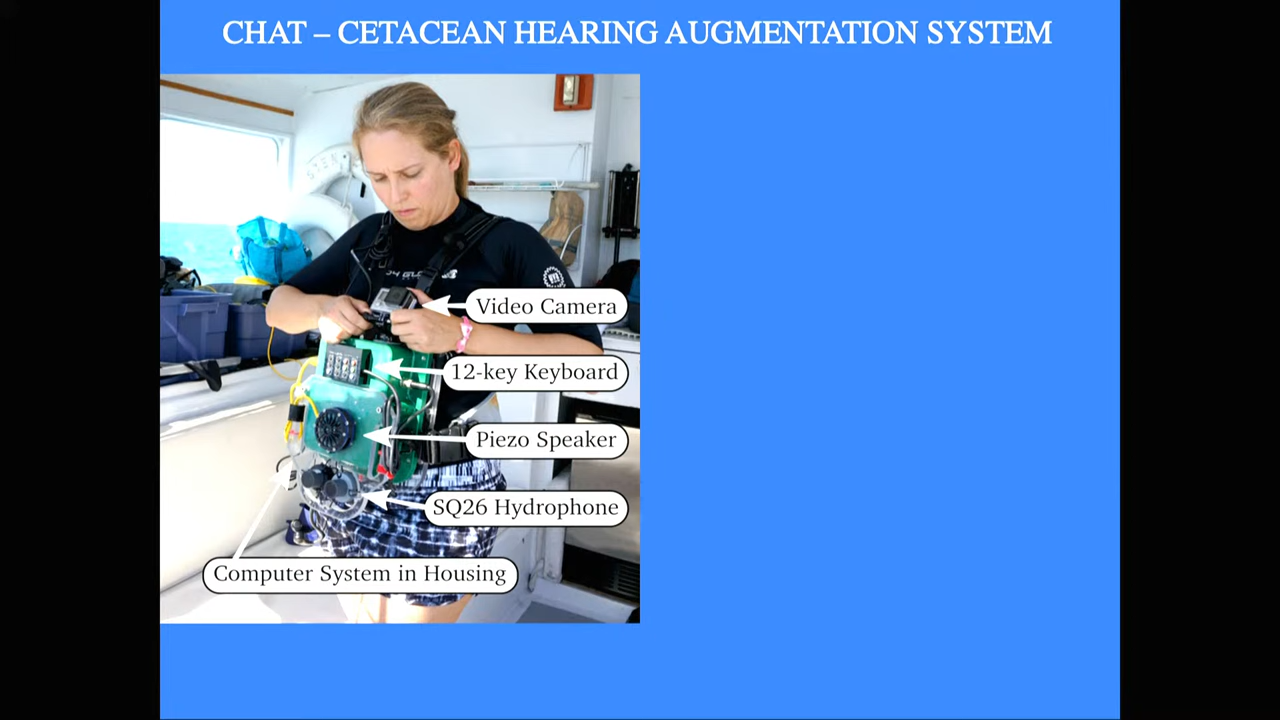 CHAT – CETACEAN HEARING AUGMENTATION SYSTEM
Video Camera
12-key Keyboard
Piezo Speaker
SQ26 Hydrophone
Computer System in Housing